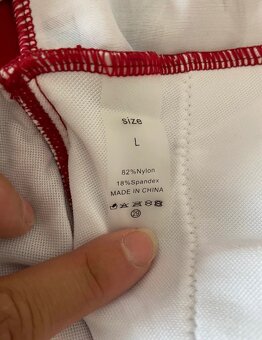 size
L
82%Nylon
18%Spandex
MADE IN CHINA